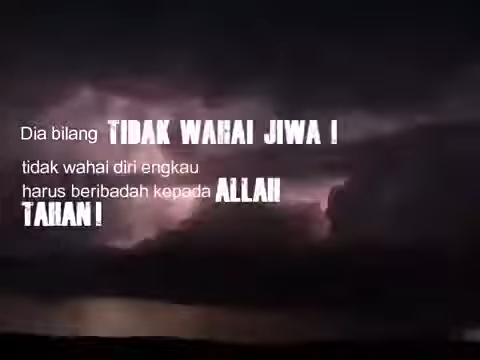 Dia bilang TIDAK WAHAI JIWA !
tidak wahai diri engkau
harus beribadah kepada ALLAH
TAHAN !